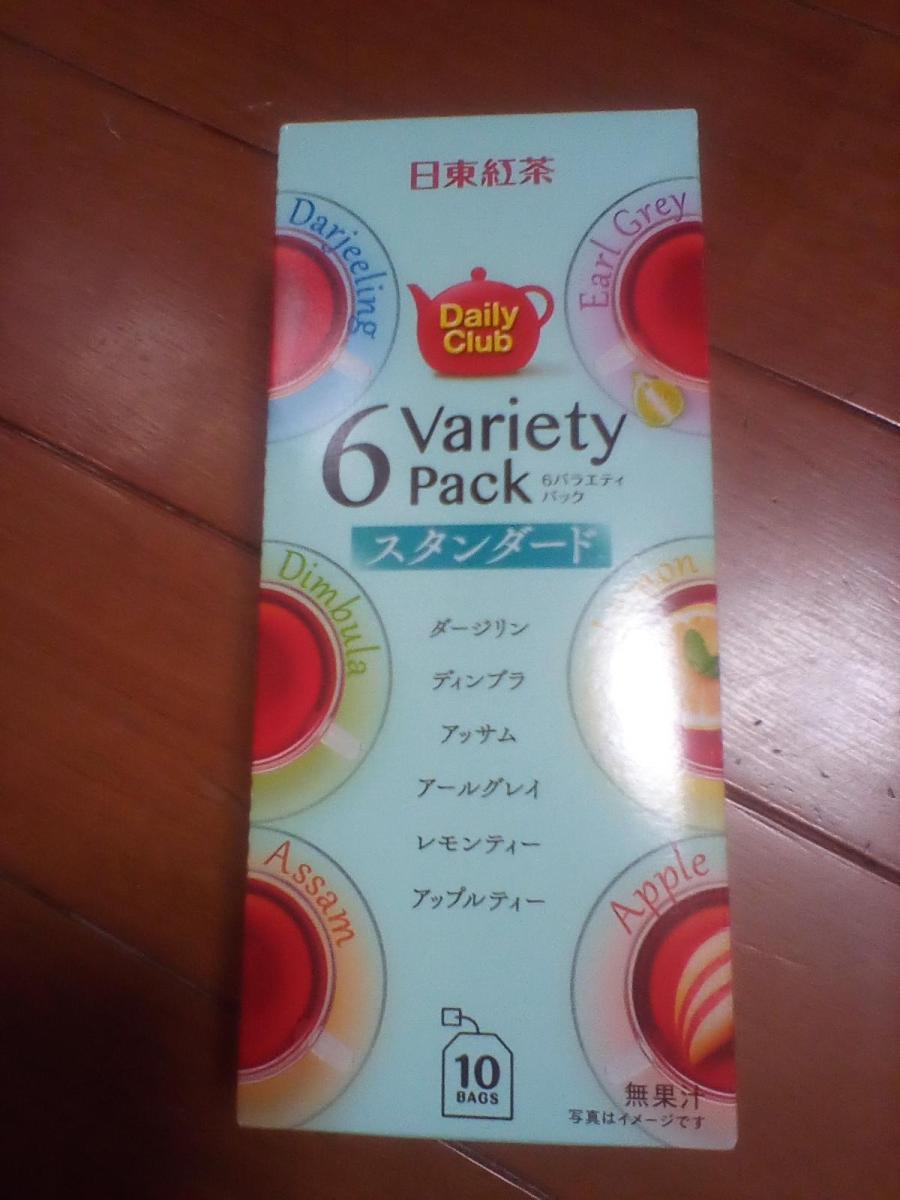 日東紅茶
Darjeeling
Earl Grey
Daily
Club
6 Variety
Pack
6バラエティ
パック
スタンダード
Dimbula
ダージリン
ディンブラ
アッサム
アールグレイ
レモンティー
アップルティー
Assam
Apple
10
BAGS
無果汁
写真はイメージです